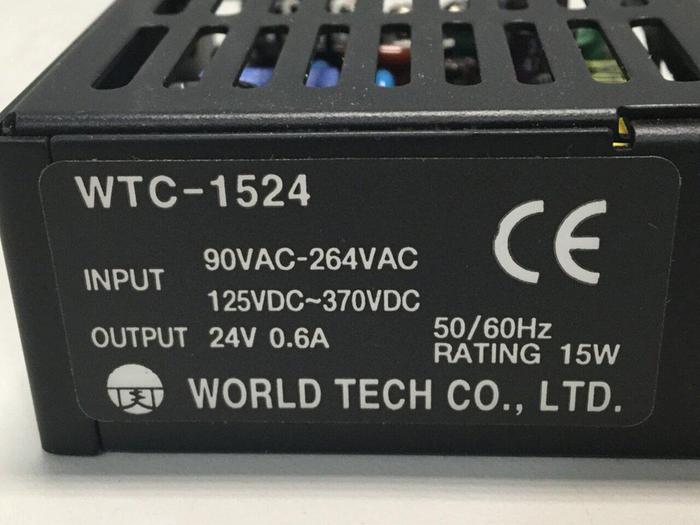 WTC-1524
CE
INPUT 90VAC-264VAC
125VDC~370VDC
OUTPUT 24V 0.6A 50/60Hz
RATING 15W
WORLD TECH CO., LTD.